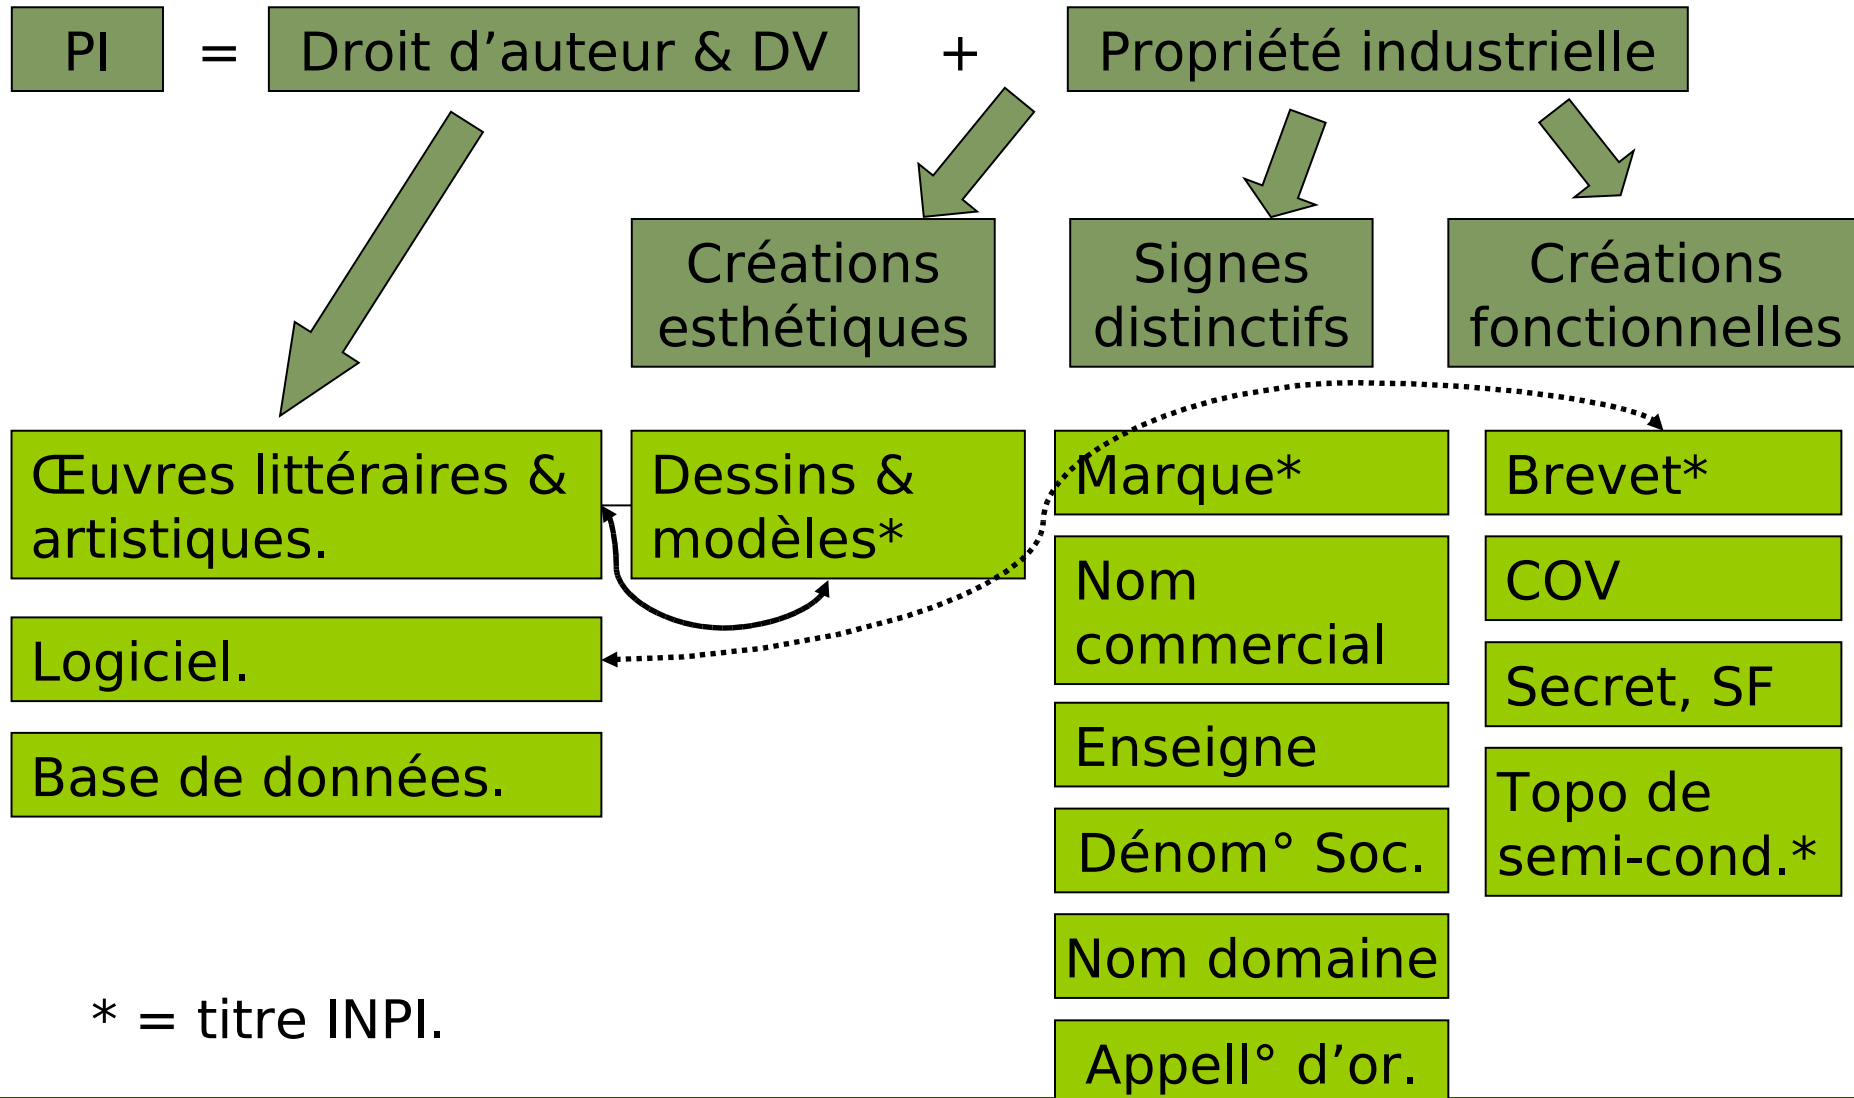 PI = Droit d’auteur & DV + Propriété industrielle
Créations
esthétiques
Signes
distinctifs
Créations
fonctionnelles
Œuvres littéraires &
artistiques.
Logiciel.
Base de données.
Dessins &
modèles*
Marque*
Nom
commercial
Enseigne
Dénom° Soc.
Nom domaine
Appell° d’or.
Brevet*
COV
Secret, SF
Topo de
semi-cond.*
* = titre INPI.